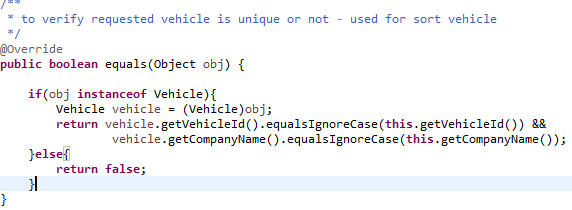 /**
 * to verify requested vehicle is unique or not - used for sort vehicle
 */
@Override
public boolean equals(Object obj) {
if(obj instanceof Vehicle){
Vehicle vehicle = (Vehicle)obj;
return vehicle.getVehicleId().equalsIgnoreCase(this.getVehicleId()) &&
vehicle.getCompanyName().equalsIgnoreCase(this.getCompanyName());
}else{
return false;
}
}